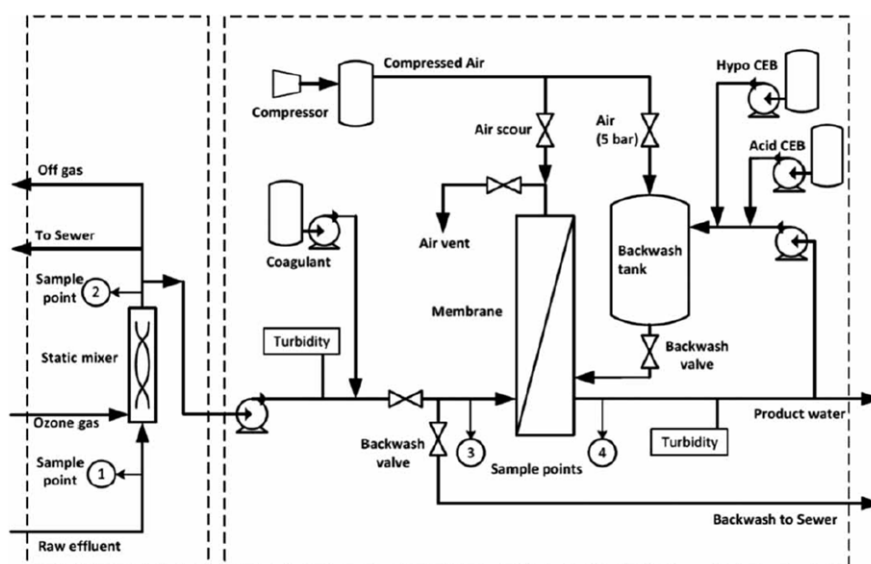 Compressed Air
Hypo CEB
Compressor
Air scour
Air
(5 bar)
Acid CEB
Off gas
To Sewer
Coagulant
Air vent
Backwash
tank
Sample
point
2
Membrane
Static mixer
Turbidity
Backwash
valve
Ozone gas
Product water
Sample
point
1
Backwash
valve
3
Sample points
4
Turbidity
Raw effluent
Backwash to Sewer